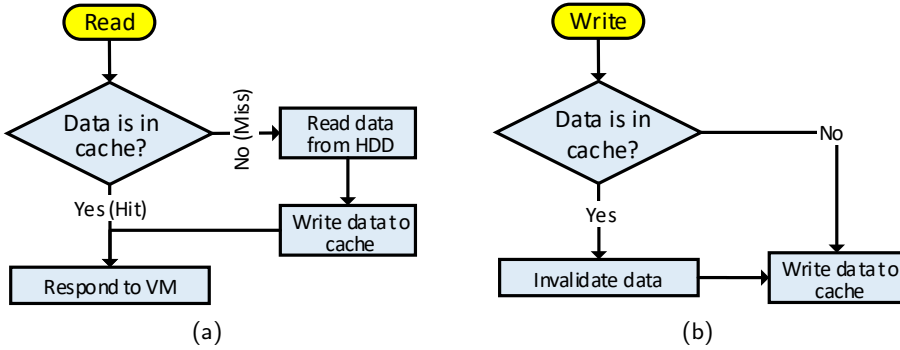 Read
Data is in
cache?
No (Miss)
Read data
from HDD
Yes (Hit)
Write data to
cache
Respond to VM
(a)
Write
Data is in
cache?
No
Yes
Invalidate data
Write data to
cache
(b)